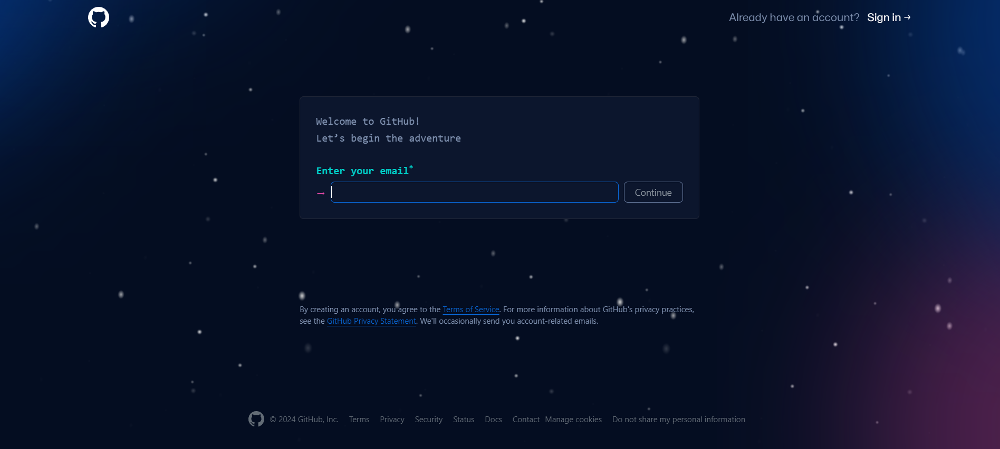 Already have an account? Sign in →
Welcome to GitHub!
Let’s begin the adventure
Enter your email*
→
Continue
By creating an account, you agree to the Terms of Service. For more information about GitHub's privacy practices,
see the GitHub Privacy Statement. We'll occasionally send you account-related emails.
© 2024 GitHub, Inc. Terms Privacy Security Status Docs Contact Manage cookies Do not share my personal information